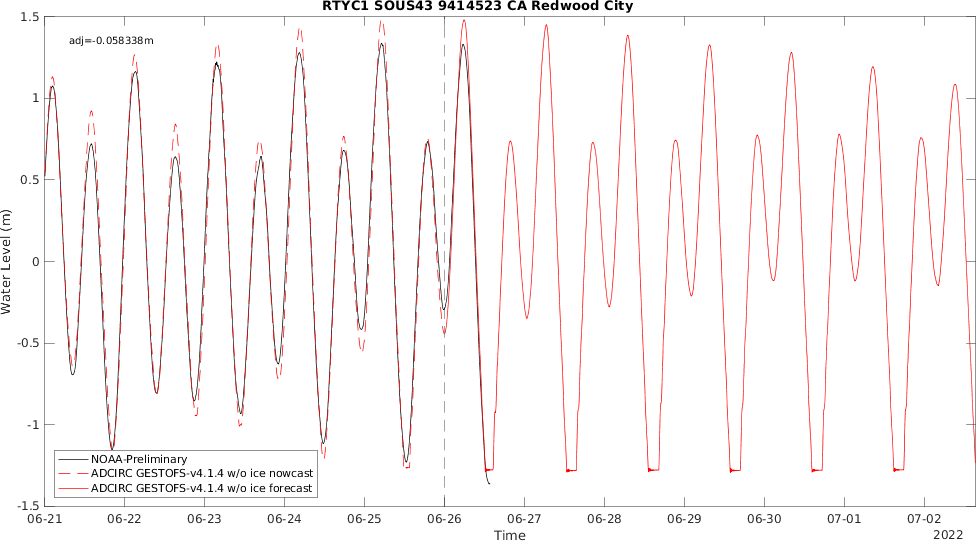 RTYC1 SOUS43 9414523 CA Redwood City
adj=-0.058338m
1.5
1
0.5
0
-0.5
-1
-1.5
Water Level (m)
NOAA-Preliminary
ADCIRC GESTOFS-v4.1.4 w/o ice nowcast
ADCIRC GESTOFS-v4.1.4 w/o ice forecast
06-21 06-22 06-23 06-24 06-25 06-26 06-27 06-28 06-29 06-30 07-01 07-02
Time
2022